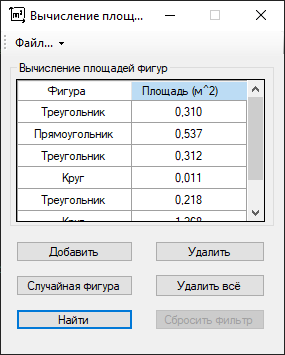 m²
Вычисление площ...
Файл...
Вычисление площадей фигур
Фигура Площадь (м^2)
Треугольник 0,310
Прямоугольник 0,537
Треугольник 0,312
Круг 0,011
Треугольник 0,218
Круг 1,268
Добавить Удалить
Случайная фигура Удалить всё
Найти Сбросить фильтр